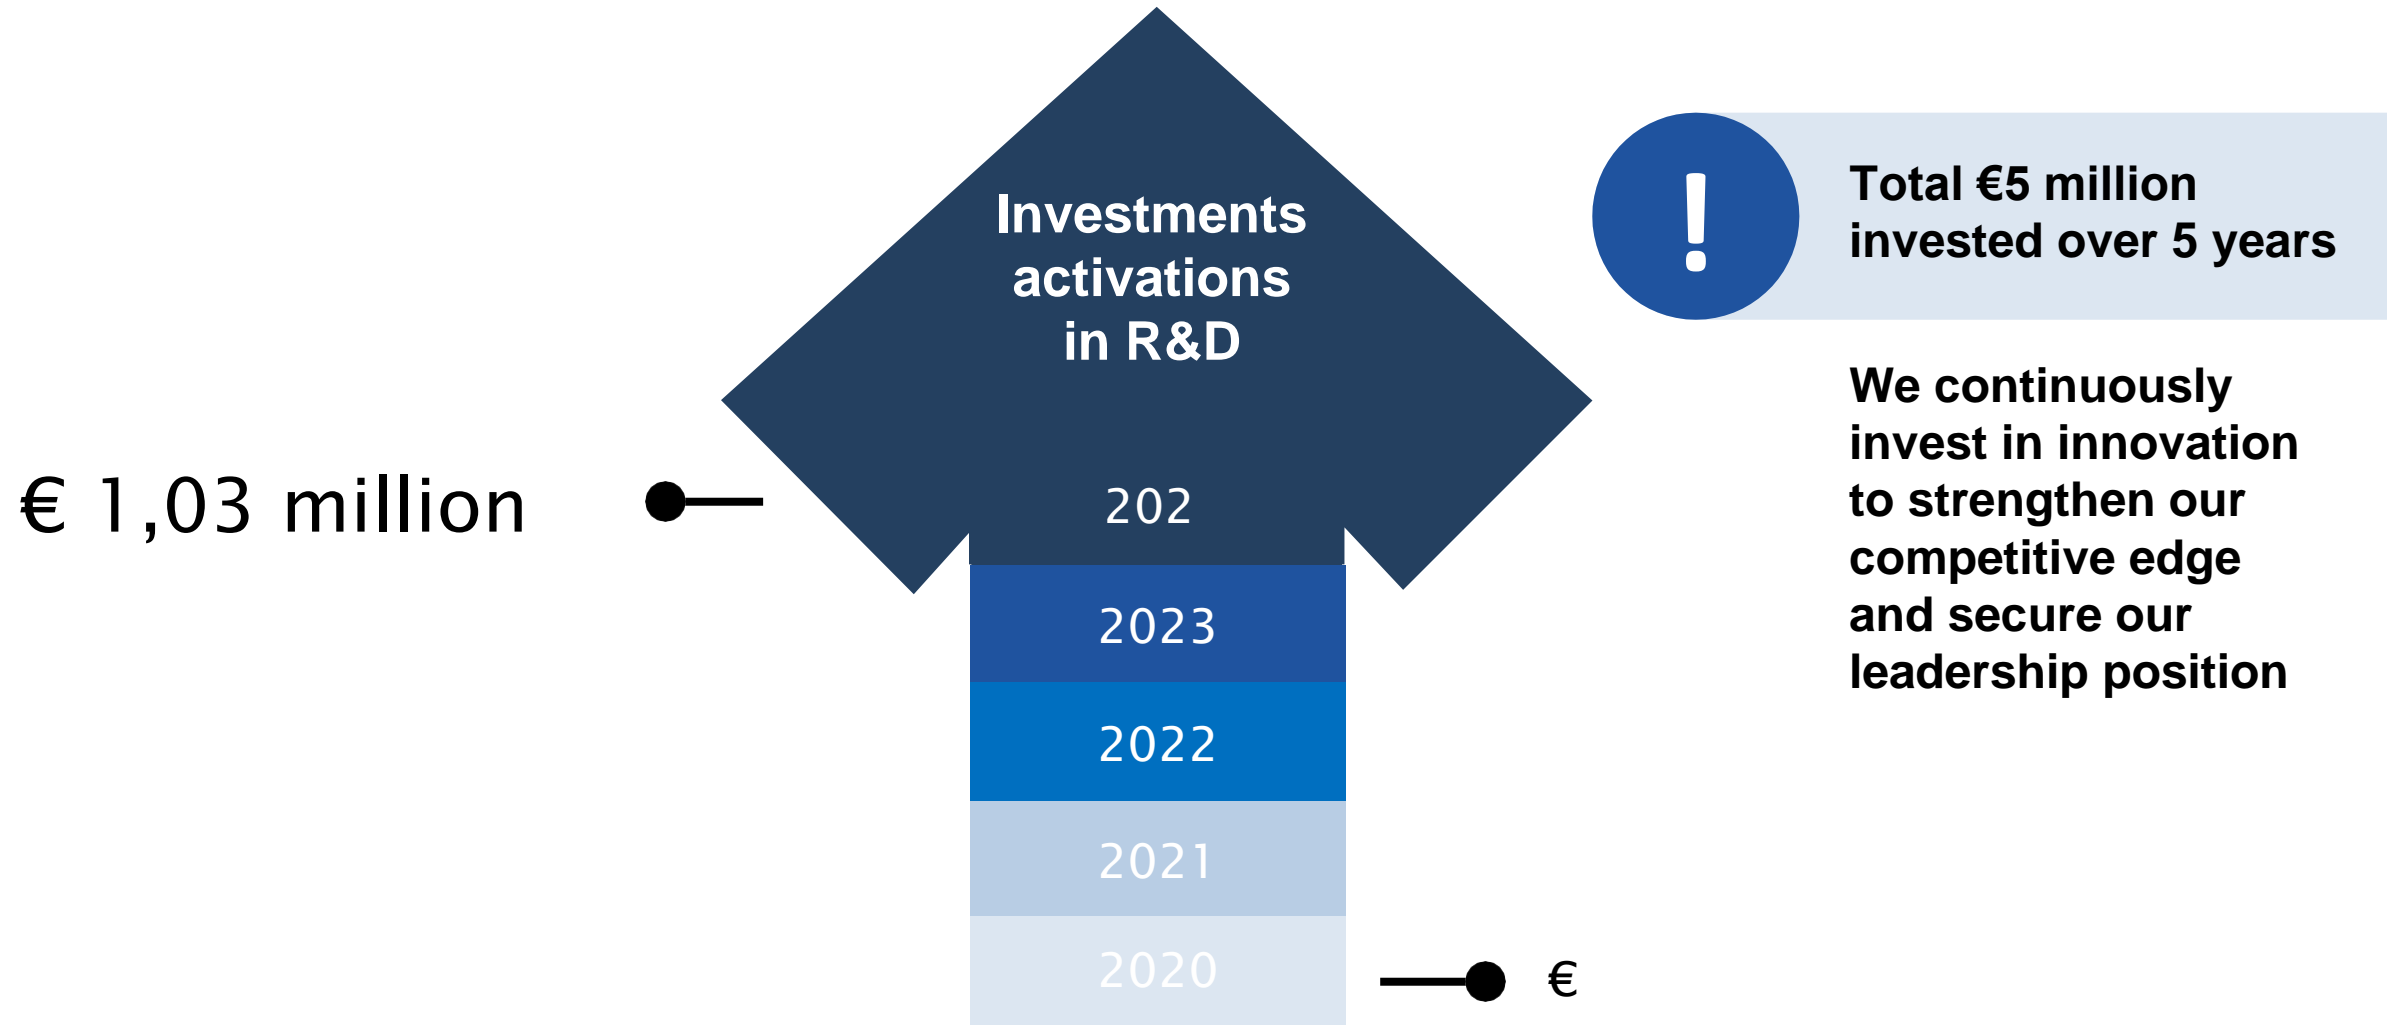 Investments
activations
in R&D
€ 1,03 million
202
2023
2022
2021
2020
€
!
Total €5 million
invested over 5 years
We continuously
invest in innovation
to strengthen our
competitive edge
and secure our
leadership position